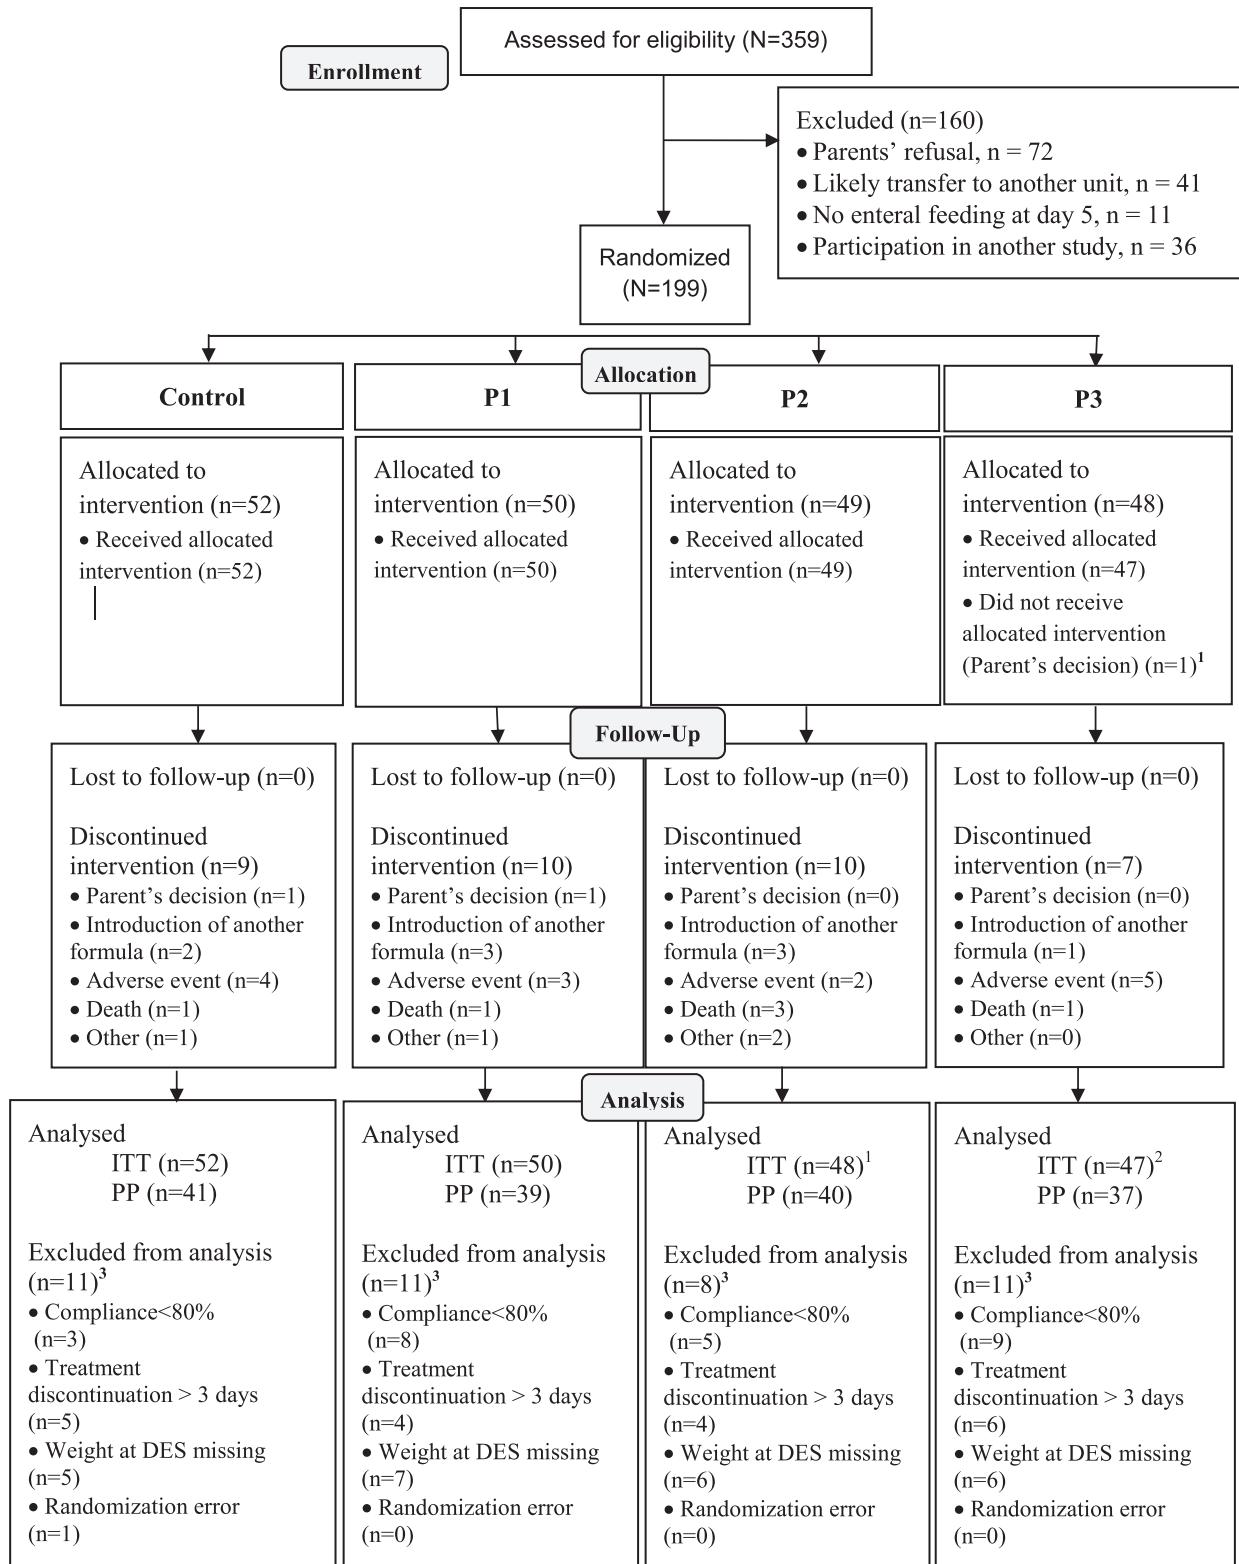 Assessed for eligibility (N=359)
Enrollment
Excluded (n=160)
• Parents’ refusal, n = 72
• Likely transfer to another unit, n = 41
• No enteral feeding at day 5, n = 11
• Participation in another study, n = 36
Randomized
(N=199)
Allocation
Control
P1
P2
P3
Allocated to
intervention (n=52)
• Received allocated
intervention (n=52)
Allocated to
intervention (n=50)
• Received allocated
intervention (n=50)
Allocated to
intervention (n=49)
• Received allocated
intervention (n=49)
Allocated to
intervention (n=48)
• Received allocated
intervention (n=47)
• Did not receive
allocated intervention
(Parent’s decision) (n=1)¹
Follow-Up
Lost to follow-up (n=0)
Discontinued
intervention (n=9)
• Parent’s decision (n=1)
• Introduction of another
formula (n=2)
• Adverse event (n=4)
• Death (n=1)
• Other (n=1)
Lost to follow-up (n=0)
Discontinued
intervention (n=10)
• Parent’s decision (n=1)
• Introduction of another
formula (n=3)
• Adverse event (n=3)
• Death (n=1)
• Other (n=1)
Lost to follow-up (n=0)
Discontinued
intervention (n=10)
• Parent’s decision (n=0)
• Introduction of another
formula (n=3)
• Adverse event (n=2)
• Death (n=3)
• Other (n=2)
Lost to follow-up (n=0)
Discontinued
intervention (n=7)
• Parent’s decision (n=0)
• Introduction of another
formula (n=1)
• Adverse event (n=5)
• Death (n=1)
• Other (n=0)
Analysis
Analysed
ITT (n=52)
PP (n=41)
Excluded from analysis
(n=11)³
• Compliance<80%
(n=3)
• Treatment
discontinuation > 3 days
(n=5)
• Weight at DES missing
(n=5)
• Randomization error
(n=1)
Analysed
ITT (n=50)
PP (n=39)
Excluded from analysis
(n=11)³
• Compliance<80%
(n=8)
• Treatment
discontinuation > 3 days
(n=4)
• Weight at DES missing
(n=7)
• Randomization error
(n=0)
Analysed
ITT (n=48)¹
PP (n=40)
Excluded from analysis
(n=8)³
• Compliance<80%
(n=5)
• Treatment
discontinuation > 3 days
(n=4)
• Weight at DES missing
(n=6)
• Randomization error
(n=0)
Analysed
ITT (n=47)²
PP (n=37)
Excluded from analysis
(n=11)³
• Compliance<80%
(n=9)
• Treatment
discontinuation > 3 days
(n=6)
• Weight at DES missing
(n=6)
• Randomization error
(n=0)